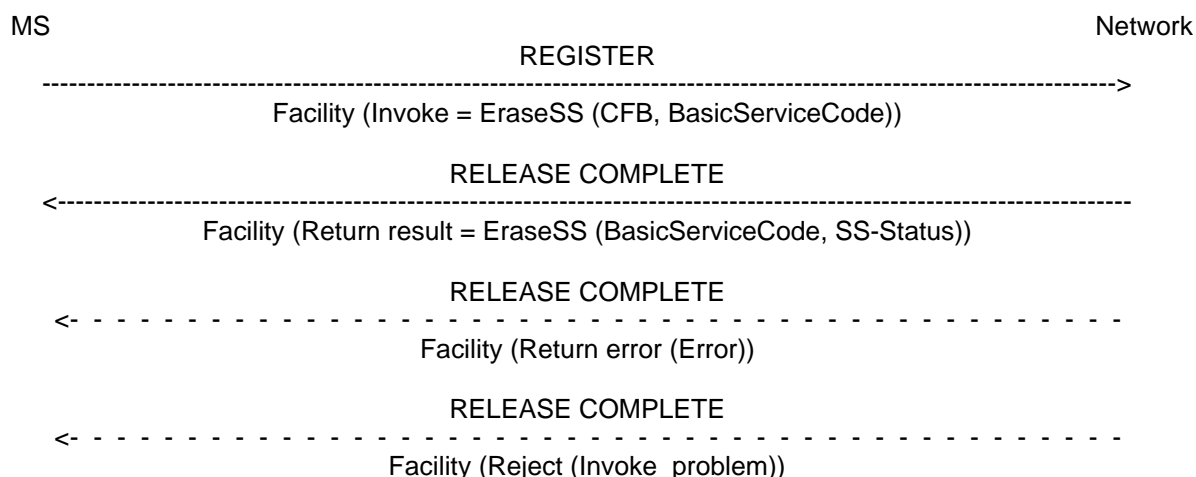 MS Network
REGISTER
Facility (Invoke = EraseSS (CFB, BasicServiceCode))
RELEASE COMPLETE
Facility (Return result = EraseSS (BasicServiceCode, SS-Status))
RELEASE COMPLETE
Facility (Return error (Error))
RELEASE COMPLETE
Facility (Reject (Invoke_problem))